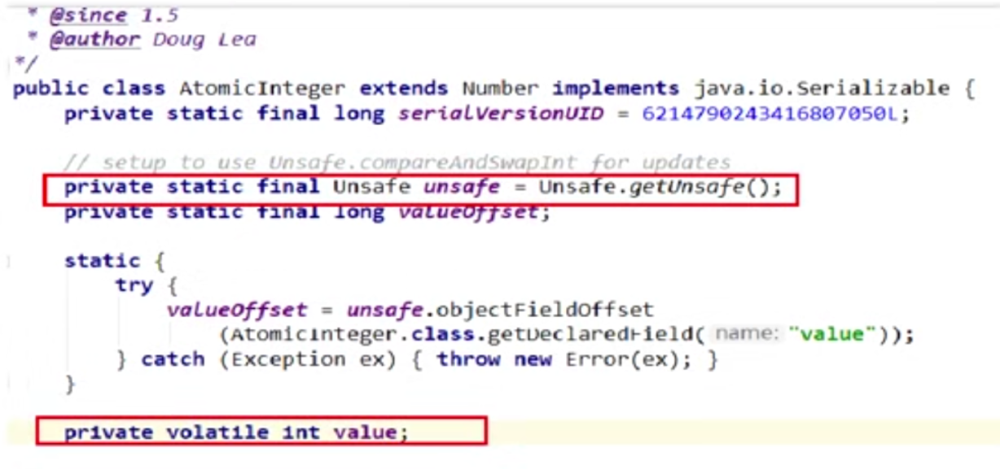 * @since 1.5
* @author Doug Lea
*/
public class AtomicInteger extends Number implements java.io.Serializable {
private static final long serialVersionUID = 6214790243416807050L;
// setup to use Unsafe.compareAndSwapInt for updates
private static final Unsafe unsafe = Unsafe.getUnsafe();
private static final long valueOffset;
static {
try {
valueOffset = unsafe.objectFieldOffset
(AtomicInteger.class.getDeclaredField( name: "value"));
} catch (Exception ex) { throw new Error(ex); }
}
private volatile int value;